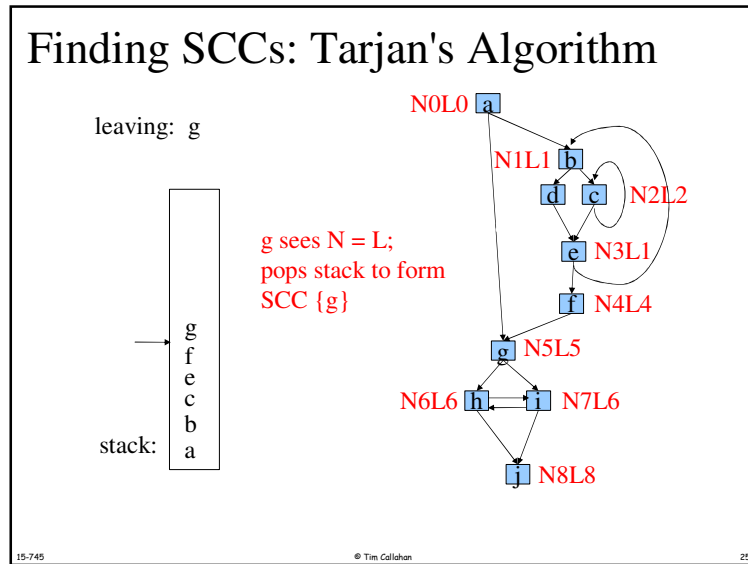 Finding SCCs: Tarjan's Algorithm
leaving: g
g sees N = L;
pops stack to form
SCC {g}
g
f
e
c
b
stack: a
N0L0 a
N1L1 b
d c N2L2
e N3L1
f N4L4
g N5L5
N6L6 h i N7L6
j N8L8
15-745 © Tim Callahan 25